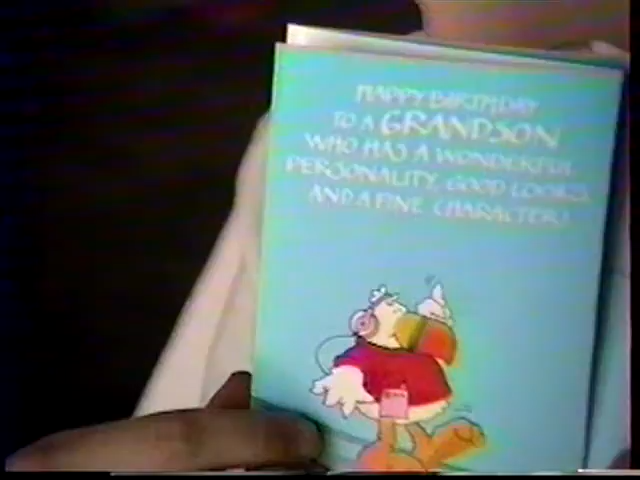 HAPPY BIRTHDAY
TO A GRANDSON
WHO HAS A WONDERFUL
PERSONALITY, GOOD LOOKS,
AND A FINE CHARACTER!